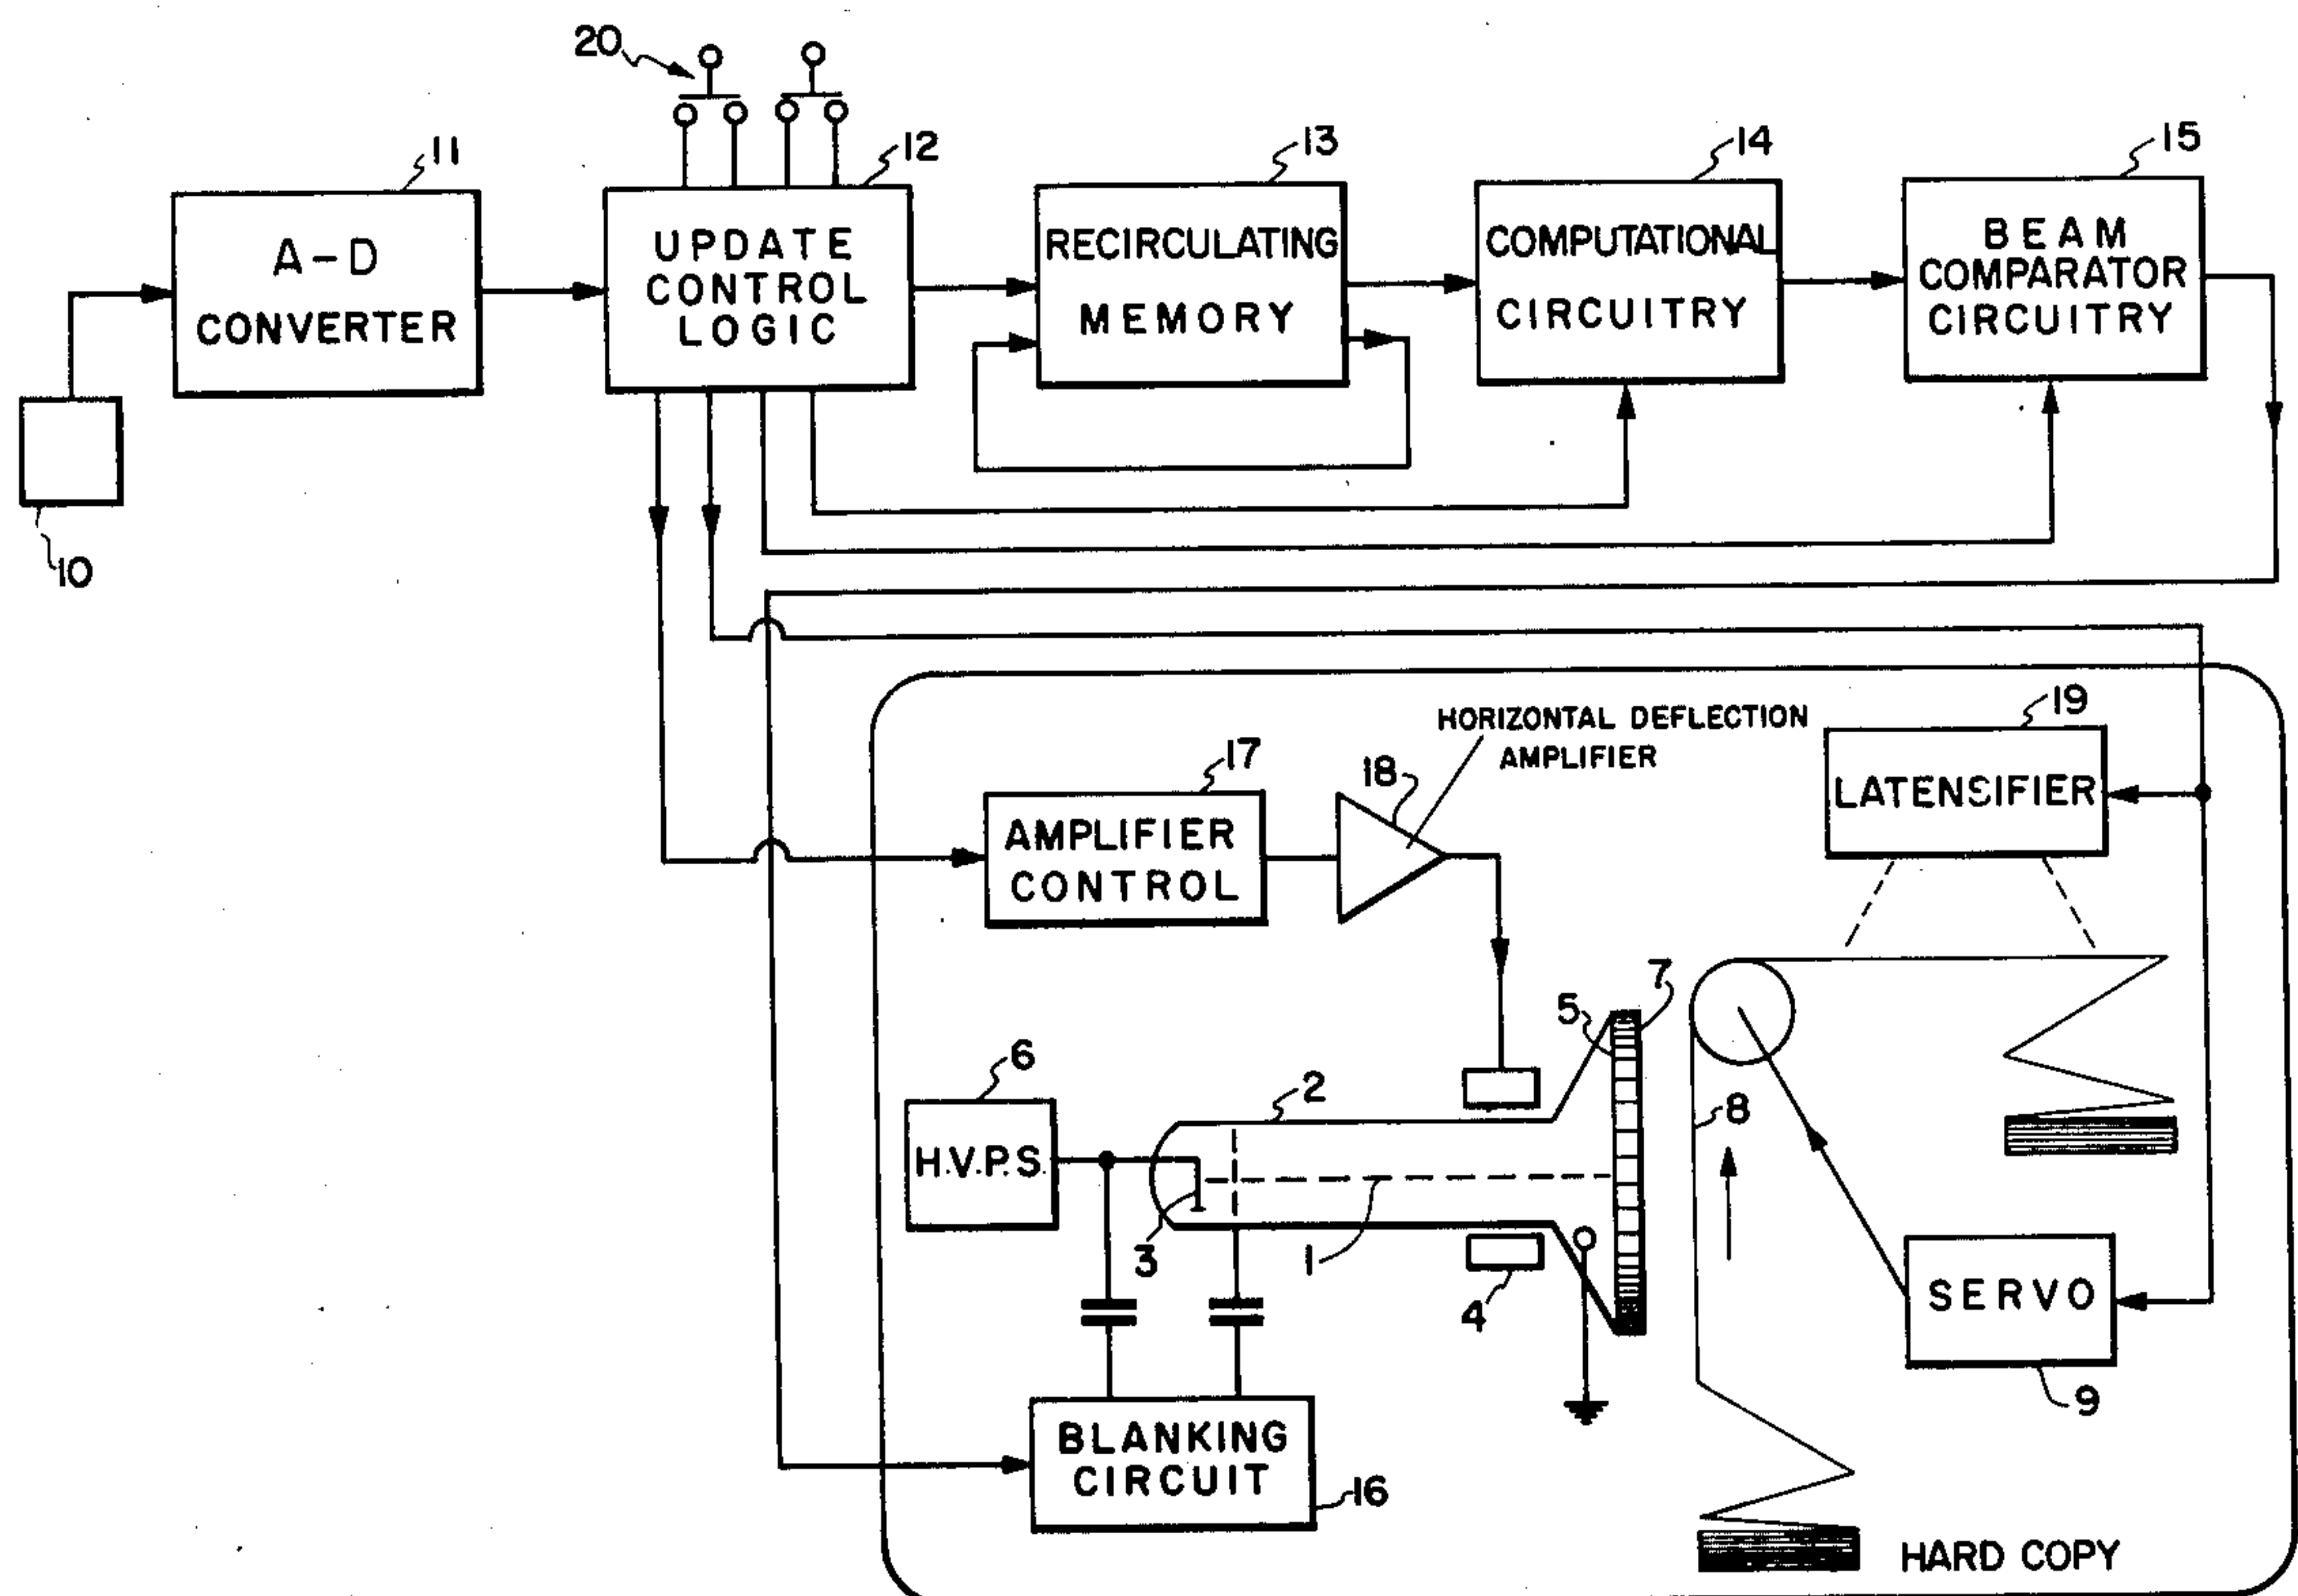 20
11
12
13
14
15
A-D
CONVERTER
UPDATE
CONTROL
LOGIC
RECIRCULATING
MEMORY
COMPUTATIONAL
CIRCUITRY
BEAM
COMPARATOR
CIRCUITRY
10
HORIZONTAL DEFLECTION
AMPLIFIER
19
17
18
LATENSIFIER
AMPLIFIER
CONTROL
7
5
6
2
8
H.V.P.S.
3
1
4
SERVO
9
BLANKING
CIRCUIT
16
HARD COPY